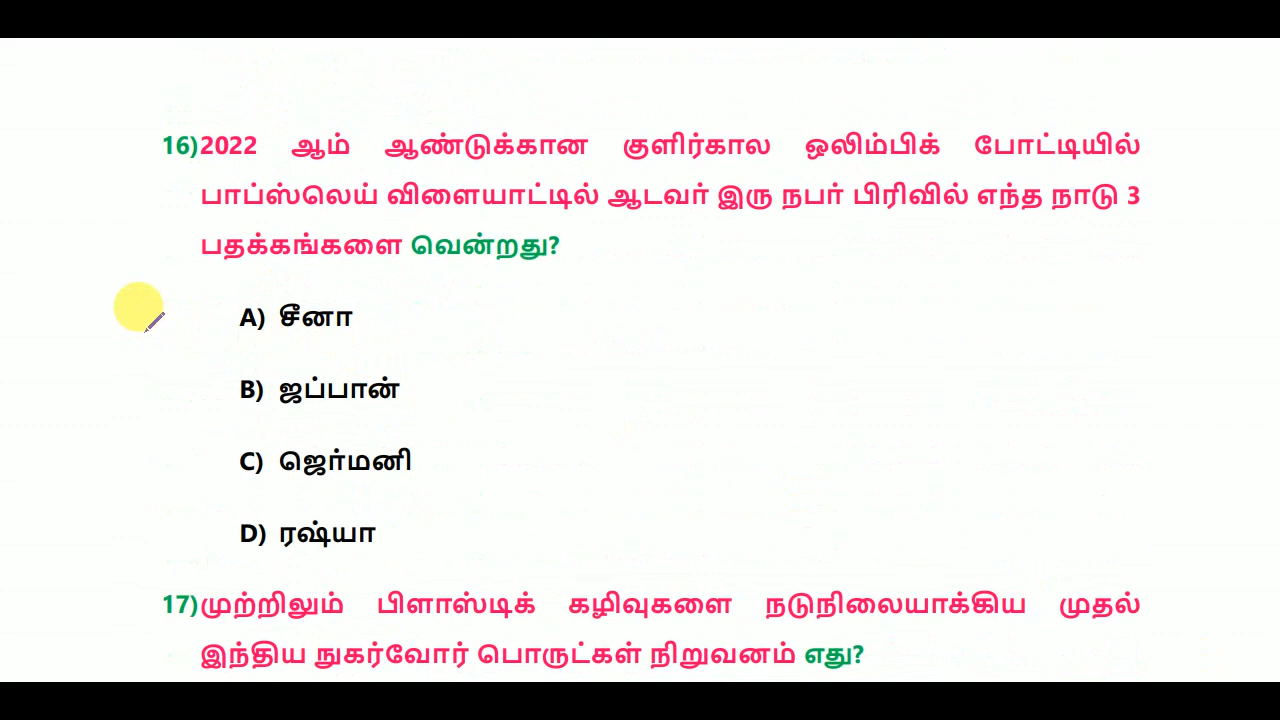 16)2022 ஆம் ஆண்டுக்கான குளிர்கால ஒலிம்பிக் போட்டியில்
பாப்ஸ்லெய் விளையாட்டில் ஆடவர் இரு நபர் பிரிவில் எந்த நாடு 3
பதக்கங்களை வென்றது?
A) சீனா
B) ஜப்பான்
C) ஜெர்மனி
D) ரஷ்யா
17)முற்றிலும் பிளாஸ்டிக் கழிவுகளை நடுநிலையாக்கிய முதல்
இந்திய நுகர்வோர் பொருட்கள் நிறுவனம் எது?